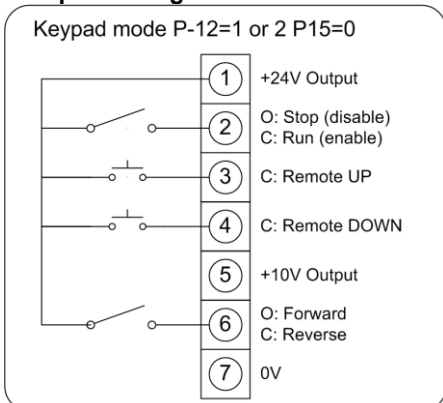 Keypad mode P-12=1 or 2 P15=0
1 +24V Output
2 O: Stop (disable)
C: Run (enable)
3 C: Remote UP
4 C: Remote DOWN
5 +10V Output
6 O: Forward
C: Reverse
7 0V